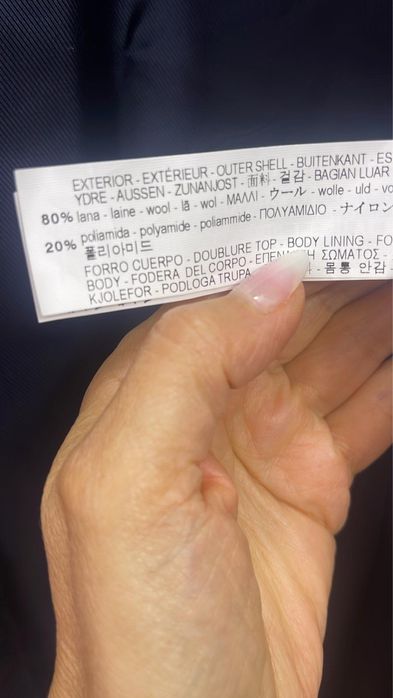 EXTERIOR - EXTÉRIEUR - OUTER SHELL - BUITENKANT - ES
YDRE - AUSSEN - ZUNANJOST - 面料 - 겉감 - BAGIAN LUAR
80% lana - laine - wool - lã - wol - ΜΑΛΛΙ - ウール - wolle - uld - vo
20% poliamida - polyamide - poliammide - ΠΟΛΥΑΜΙΔΙΟ - ナイロン
폴리아미드
FORRO CUERPO - DOUBLURE TOP - BODY LINING - FO
BODY - FODERA DEL CORPO - ΣΩΜΑΤΟΣ -
KJOLEFOR - PODLOGA TRUPA - 몸통 안감 -